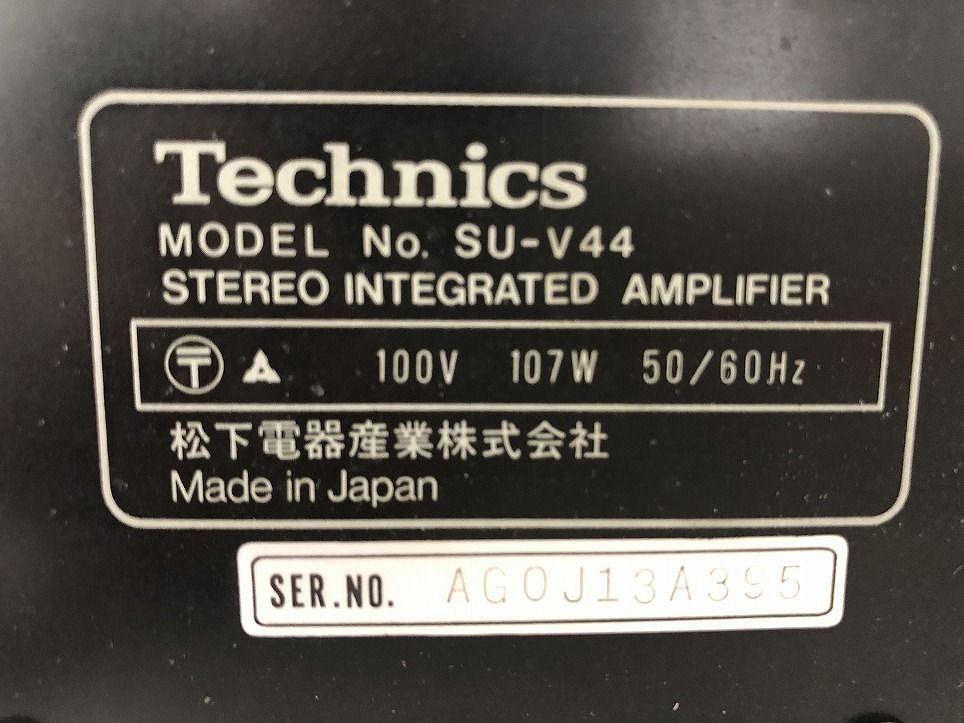 Technics
MODEL No. SU-V44
STEREO INTEGRATED AMPLIFIER
〒 100V 107W 50/60Hz
松下電器産業株式会社
Made in Japan
SER.NO. AG0J13A395